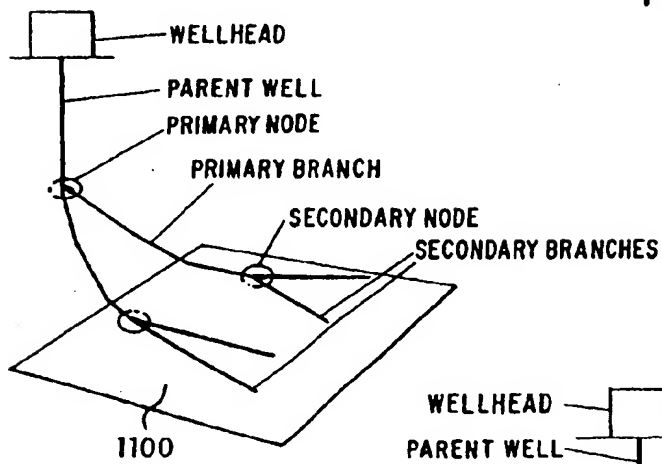 WELLHEAD
PARENT WELL
PRIMARY NODE
PRIMARY BRANCH
SECONDARY NODE
SECONDARY BRANCHES
1100
WELLHEAD
PARENT WELL